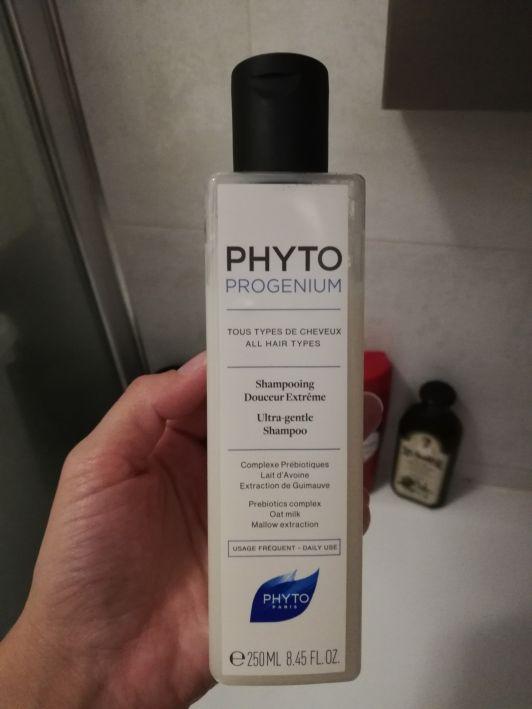 PHYTO
PROGENIUM
TOUS TYPES DE CHEVEUX
ALL HAIR TYPES
Shampooing
Douceur Extrême
Ultra-gentle
Shampoo
Complexe Prébiotiques
Lait d'Avoine
Extraction de Guimauve
Prebiotics complex
Oat milk
Mallow extraction
USAGE FRÉQUENT - DAILY USE
PHYTO
PARIS
℮ 250 ML 8.45 FL.OZ.